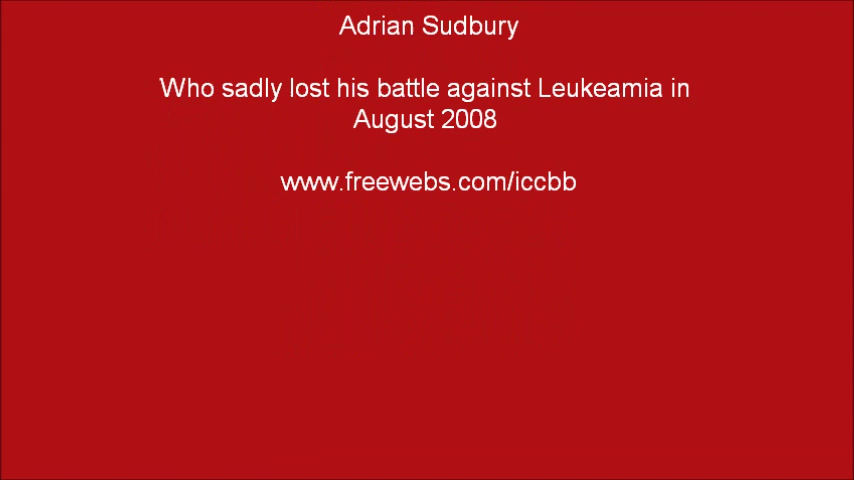 Adrian Sudbury
Who sadly lost his battle against Leukeamia in
August 2008
www.freewebs.com/iccbb